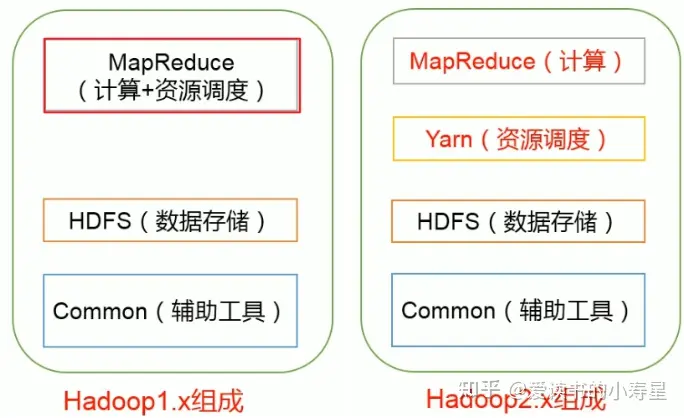 MapReduce
（计算+资源调度）
HDFS（数据存储）
Common（辅助工具）
Hadoop1.x组成
MapReduce（计算）
Yarn（资源调度）
HDFS（数据存储）
Common（辅助工具）
Hadoop2.x组成
知乎 @爱读书的小寿星